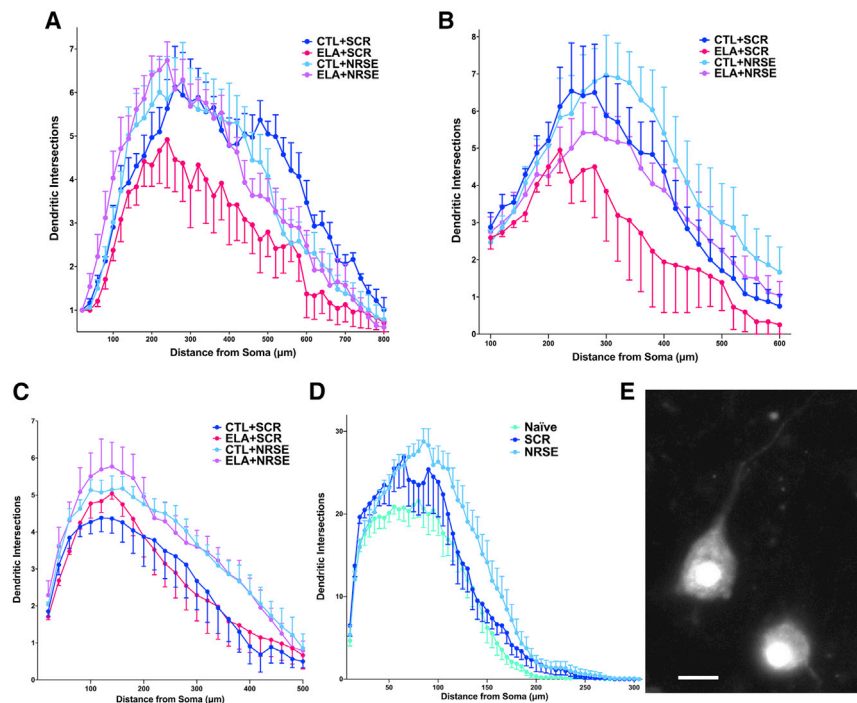 A
CTL+SCR
ELA+SCR
CTL+NRSE
ELA+NRSE
Dendritic Intersections
7
6
5
4
3
2
1
100 200 300 400 500 600 700 800
Distance from Soma (µm)
B
CTL+SCR
ELA+SCR
CTL+NRSE
ELA+NRSE
Dendritic Intersections
8
7
6
5
4
3
2
1
0
100 200 300 400 500 600
Distance from Soma (µm)
C
CTL+SCR
ELA+SCR
CTL+NRSE
ELA+NRSE
Dendritic Intersections
6
5
4
3
2
1
0
100 200 300 400 500
Distance from Soma (µm)
D
Naïve
SCR
NRSE
Dendritic Intersections
30
20
10
0
50 100 150 200 250 300
Distance from Soma (µm)
E